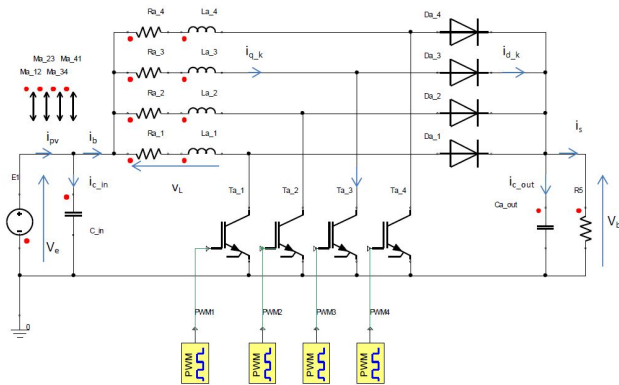 Ra_4 La_4 Da_4
Ma_23 Ma_41
Ma_12 Ma_34
Ra_3 La_3 i_q_k Da_3 i_d_k
Ra_2 La_2 Da_2
i_pv i_b Ra_1 La_1 Da_1 i_s
E1 i_c_in V_L Ta_1 Ta_2 Ta_3 Ta_4 i_c_out R5
Ca_out
V_e C_in V_b
0
PWM1 PWM2 PWM3 PWM4
PWM PWM PWM PWM